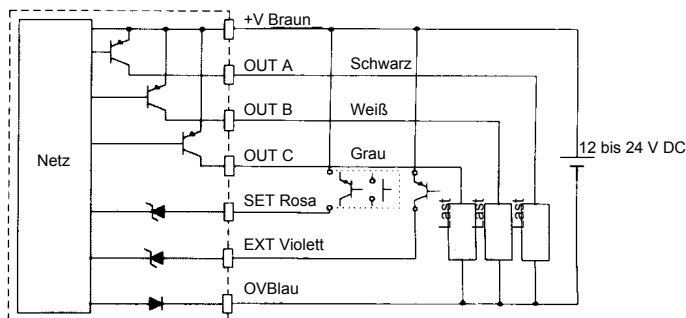 +V Braun
OUT A Schwarz
OUT B Weiß
Netz
OUT C Grau
12 bis 24 V DC
SET Rosa
Last Last Last
EXT Violett
OVBlau